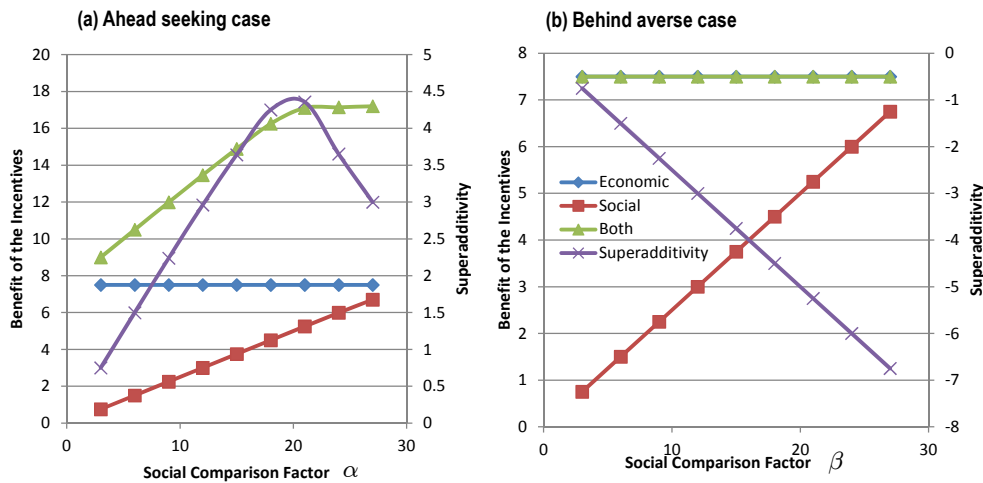 (a) Ahead seeking case
20
18
16
14
12
10
8
6
4
2
0
Benefit of the Incentives
5
4.5
4
3.5
3
2.5
2
1.5
1
0.5
0
Superadditivity
0 10 20 30
Social Comparison Factor α
(b) Behind averse case
8
7
6
5
4
3
2
1
0
Benefit of the Incentives
Economic
Social
Both
Superadditivity
0
-1
-2
-3
-4
-5
-6
-7
-8
Superadditivity
0 10 20 30
Social Comparison Factor β